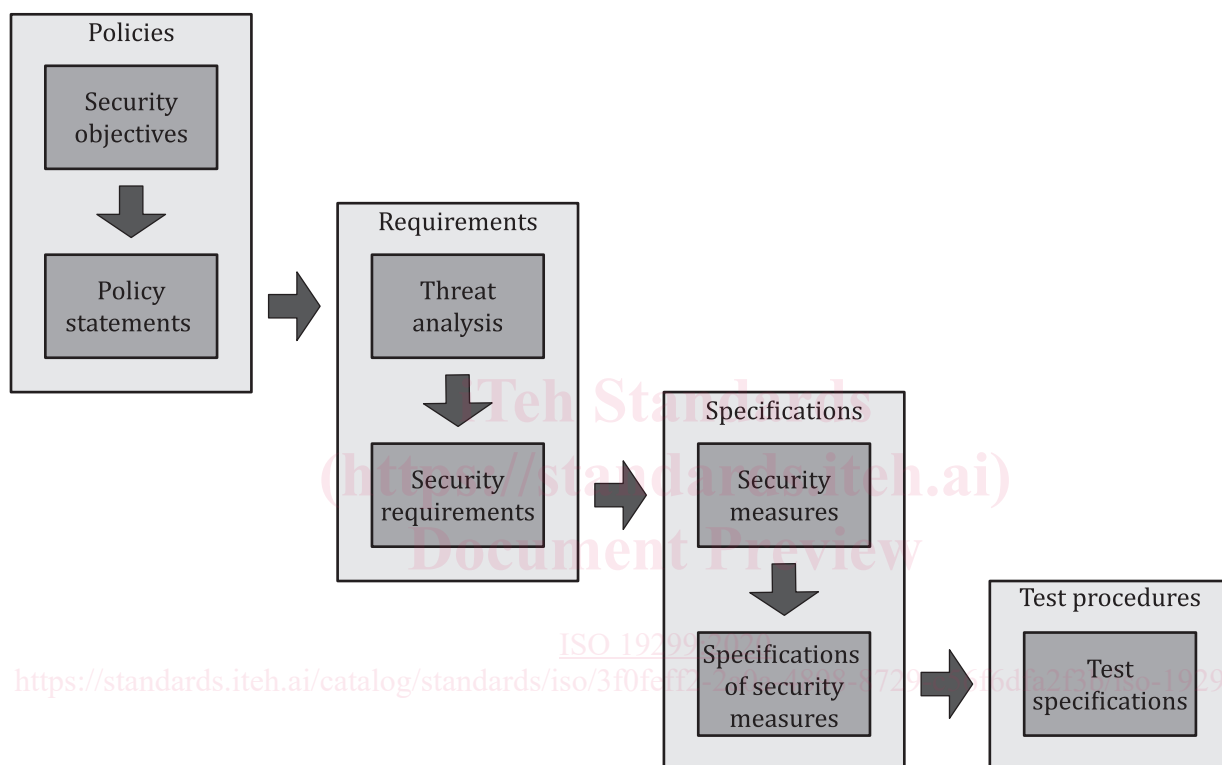 Policies
Security
objectives
Policy
statements
Requirements
Threat
analysis
Security
requirements
Specifications
Security
measures
Specifications
of security
measures
Test procedures
Test
specifications
iTeh Standards
(https://standards.iteh.ai)
Document Preview
ISO 19299:2020